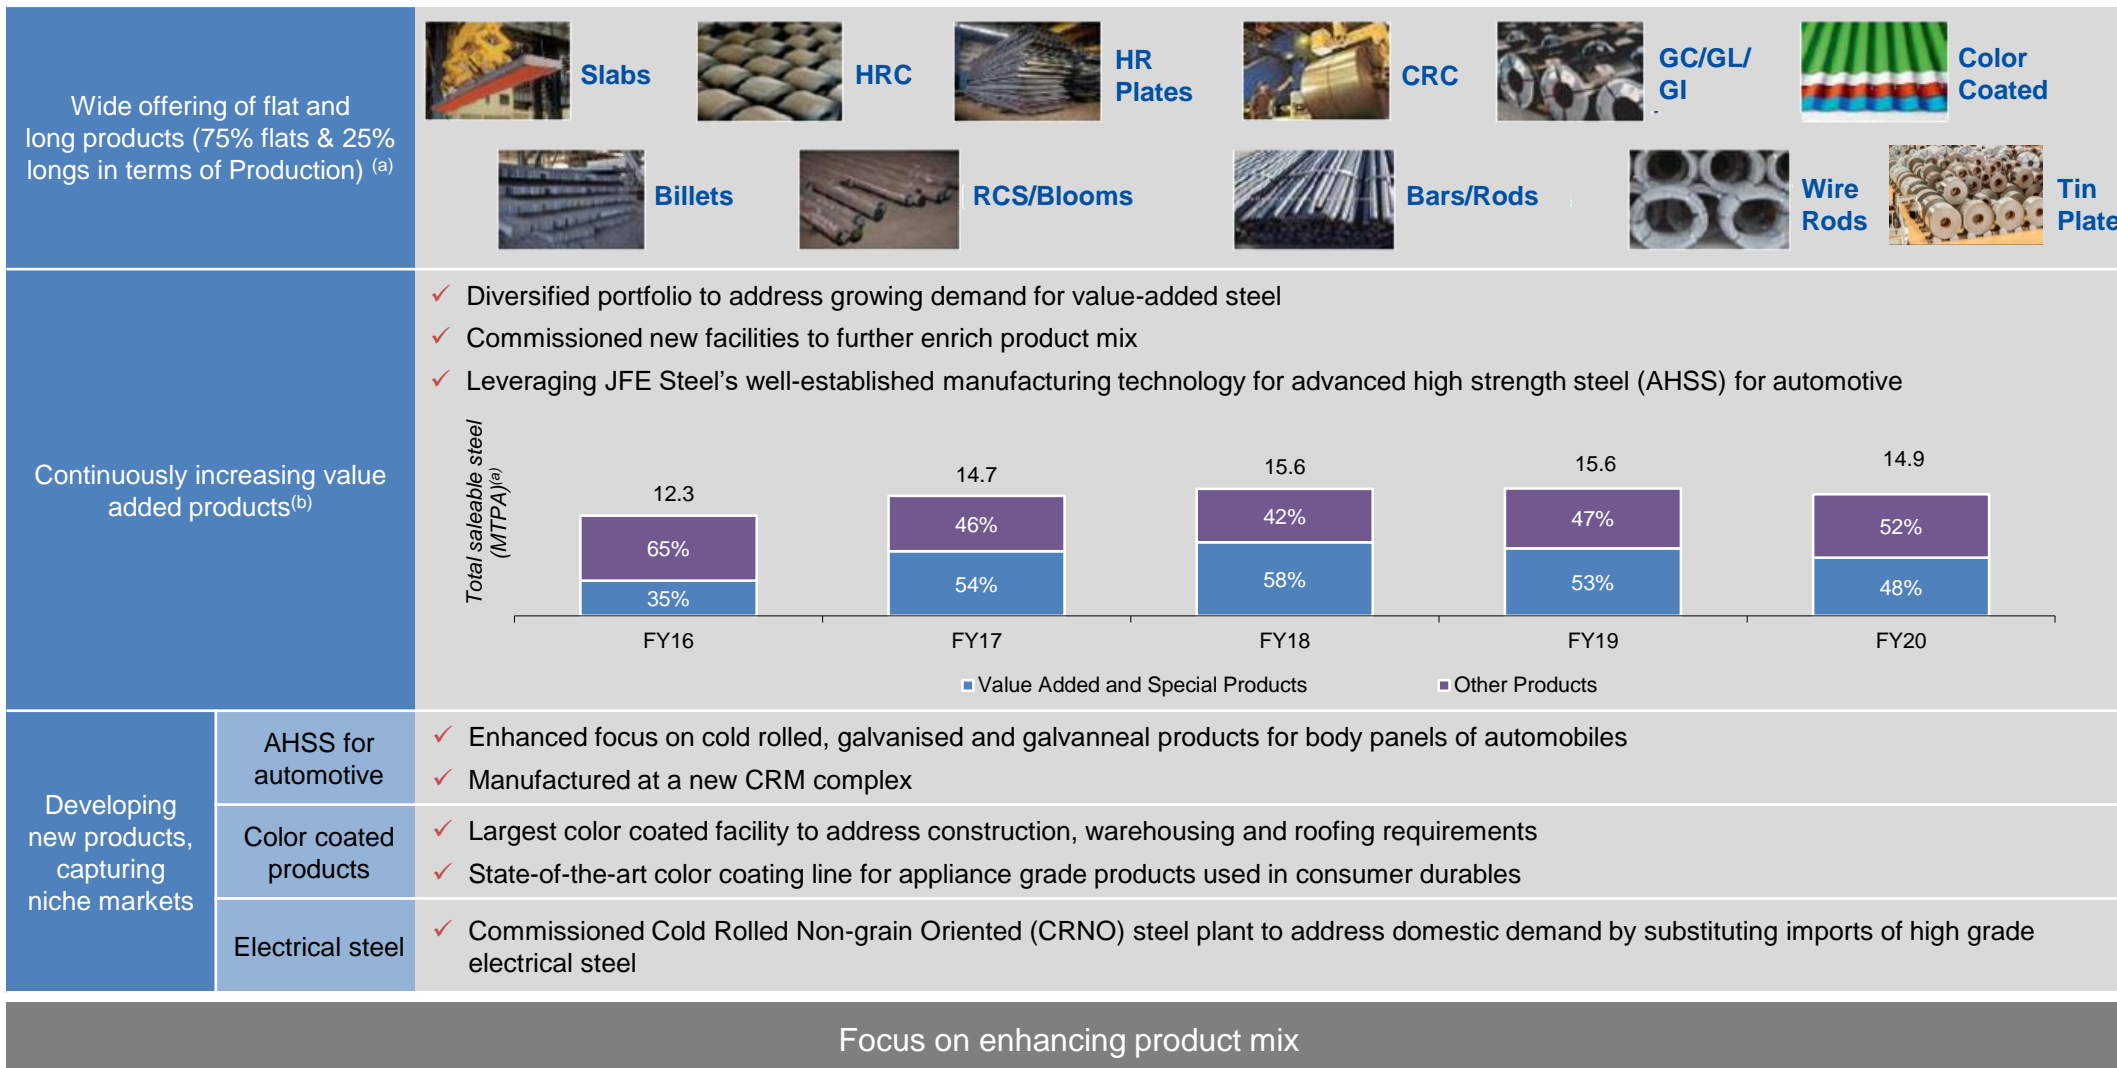 Wide offering of flat and
long products (75% flats & 25%
longs in terms of Production) (a)
Slabs
HRC
HR
Plates
CRC
GC/GL/
GI
Color
Coated
Billets
RCS/Blooms
Bars/Rods
Wire
Rods
Tin
Plate
Continuously increasing value
added products(b)
✓ Diversified portfolio to address growing demand for value-added steel
✓ Commissioned new facilities to further enrich product mix
✓ Leveraging JFE Steel’s well-established manufacturing technology for advanced high strength steel (AHSS) for automotive
Total saleable steel
(MTPA)(a)
12.3
14.7
15.6
15.6
14.9
65%
46%
42%
47%
52%
35%
54%
58%
53%
48%
FY16
FY17
FY18
FY19
FY20
Value Added and Special Products
Other Products
Developing
new products,
capturing
niche markets
AHSS for
automotive
✓ Enhanced focus on cold rolled, galvanised and galvanneal products for body panels of automobiles
✓ Manufactured at a new CRM complex
Color coated
products
✓ Largest color coated facility to address construction, warehousing and roofing requirements
✓ State-of-the-art color coating line for appliance grade products used in consumer durables
Electrical steel
✓ Commissioned Cold Rolled Non-grain Oriented (CRNO) steel plant to address domestic demand by substituting imports of high grade
electrical steel
Focus on enhancing product mix